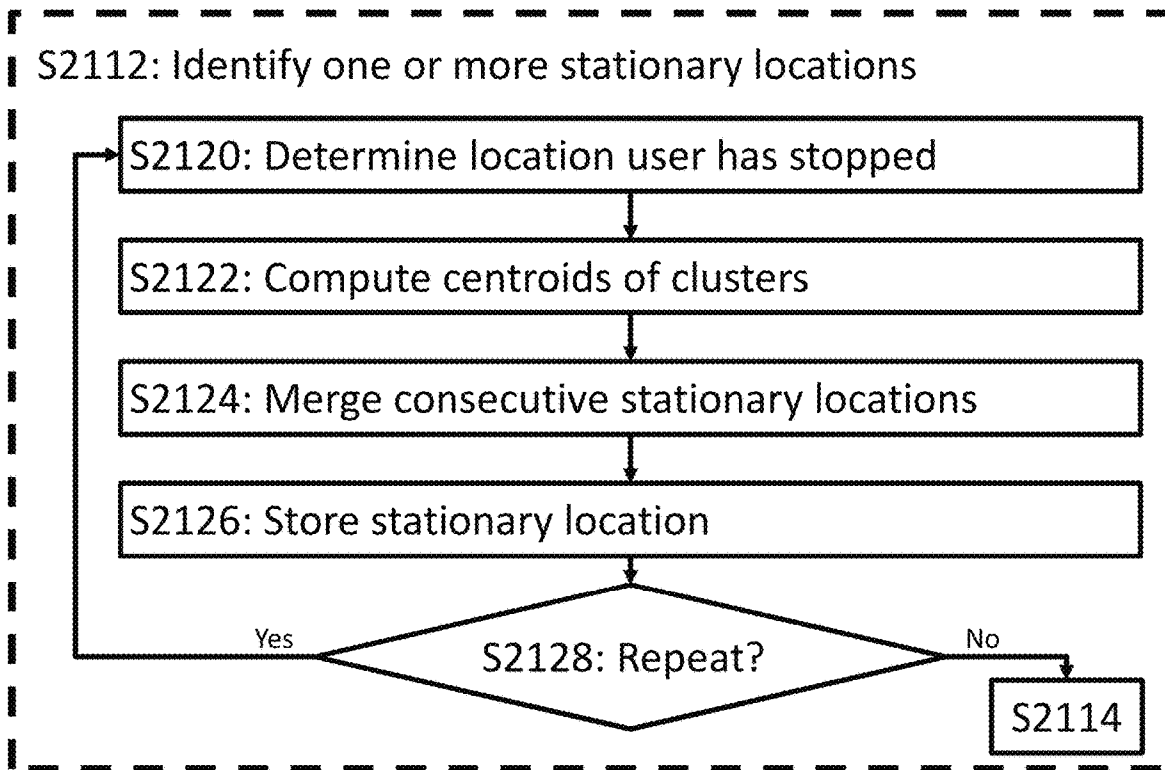 S2112: Identify one or more stationary locations
S2120: Determine location user has stopped
S2122: Compute centroids of clusters
S2124: Merge consecutive stationary locations
S2126: Store stationary location
Yes
S2128: Repeat?
No
S2114